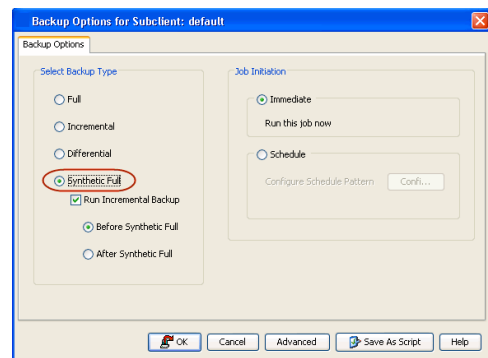 Backup Options for Subclient: default
Backup Options
Select Backup Type
Full
Incremental
Differential
Synthetic Full
Run Incremental Backup
Before Synthetic Full
After Synthetic Full
Job Initiation
Immediate
Run this job now
Schedule
Configure Schedule Pattern
Confi...
OK
Cancel
Advanced
Save As Script
Help